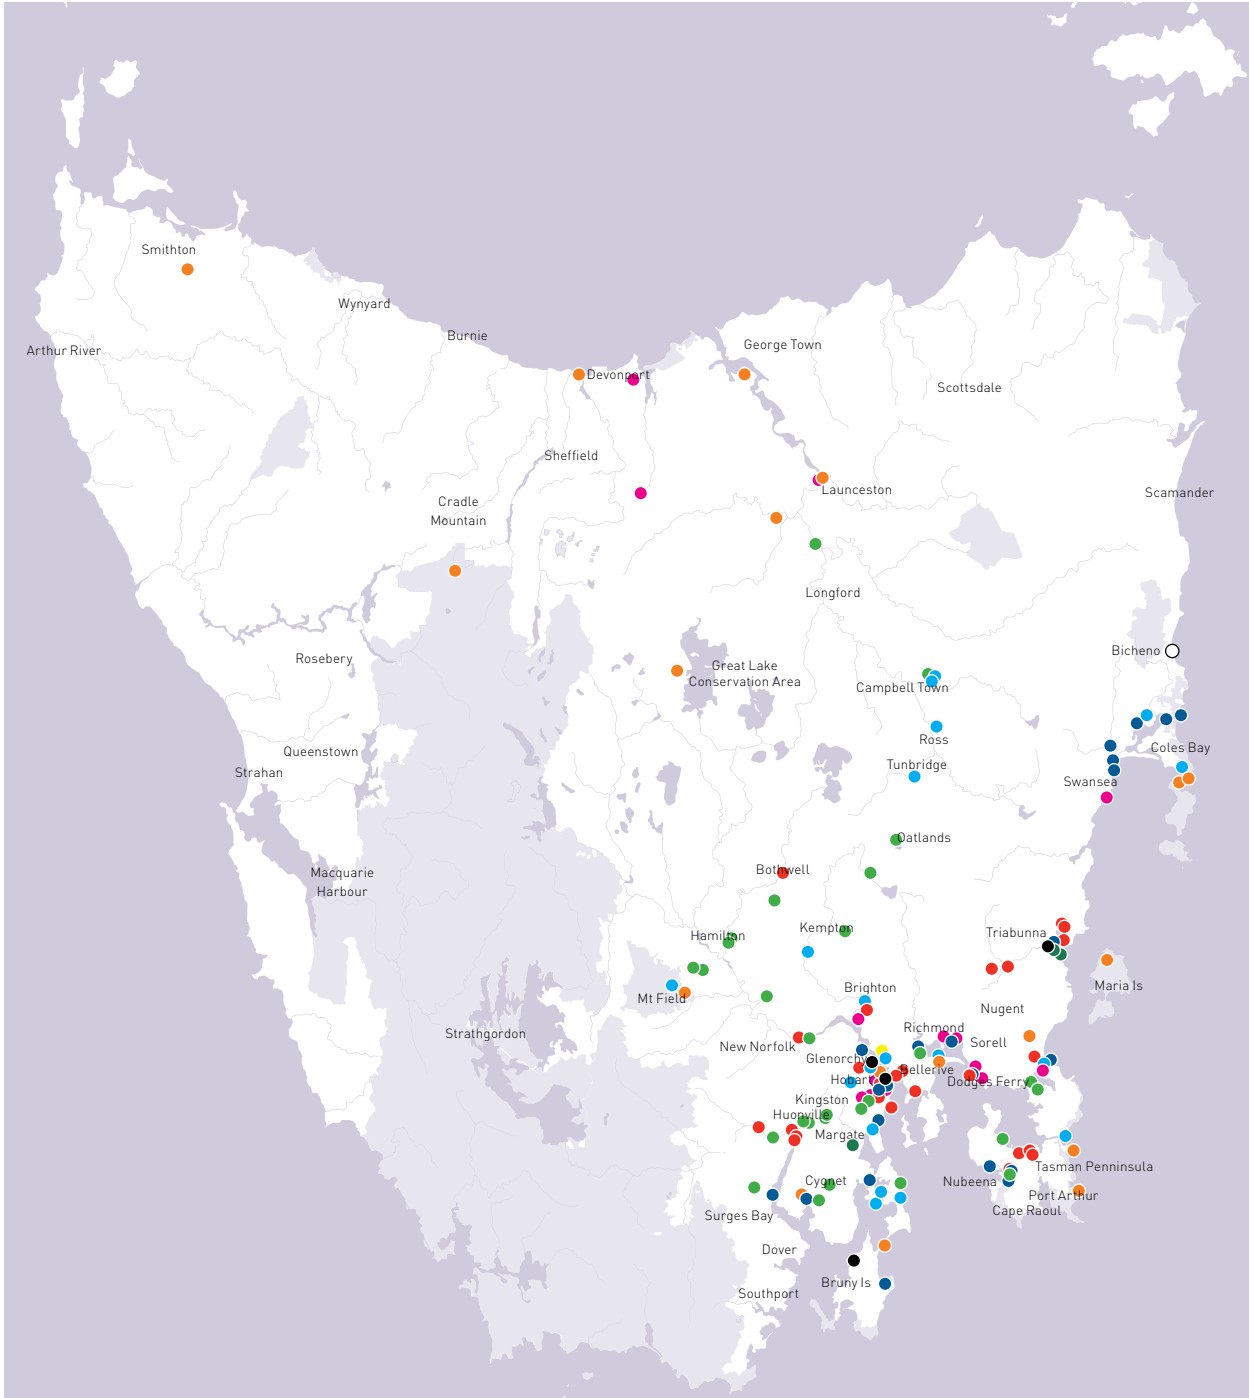 Smithton
Wynyard
Burnie
Arthur River
George Town
Devonport
Scottsdale
Sheffield
Launceston
Scamander
Cradle
Mountain
Longford
Bicheno
Rosebery
Great Lake
Conservation Area
Campbell Town
Ross
Coles Bay
Queenstown
Tunbridge
Strahan
Swansea
Oatlands
Bothwell
Macquarie
Harbour
Kempton
Triabunna
Hamilton
Brighton
Maria Is
Mt Field
Nugent
Richmond
Strathgordon
Sorell
New Norfolk
Glenorchy
Bellerive
Hobart
Dodges Ferry
Kingston
Huonville
Margate
Tasman Penninsula
Cygnet
Nubeena
Port Arthur
Cape Raoul
Surges Bay
Dover
Bruny Is
Southport